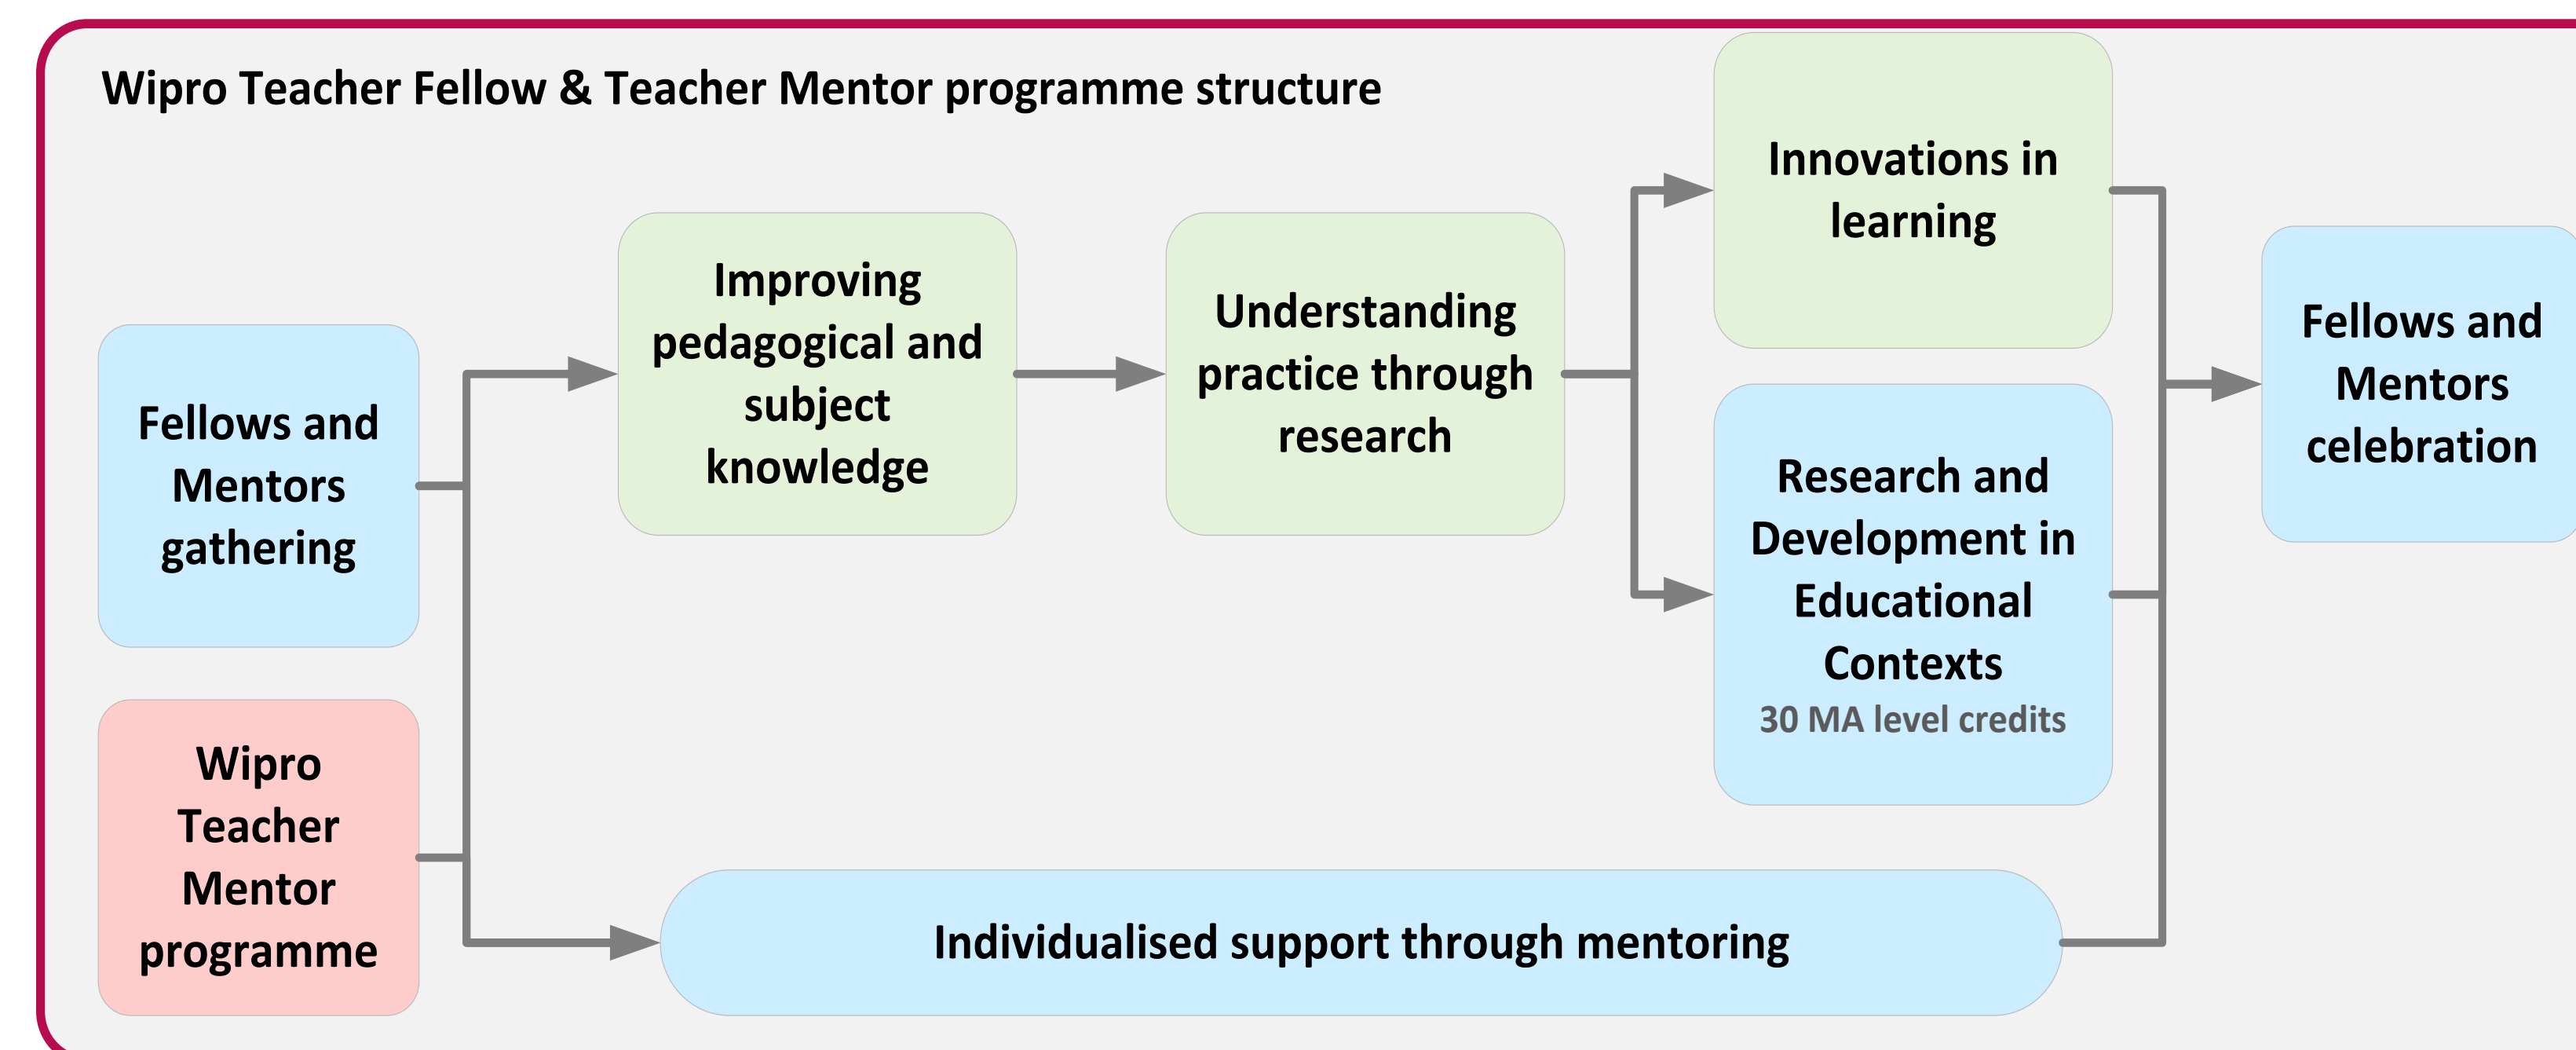 Wipro Teacher Fellow & Teacher Mentor programme structure
Fellows and
Mentors
gathering
Wipro
Teacher
Mentor
programme
Improving
pedagogical and
subject
knowledge
Understanding
practice through
research
Innovations in
learning
Research and
Development in
Educational
Contexts
30 MA level credits
Individualised support through mentoring
Fellows and
Mentors
celebration